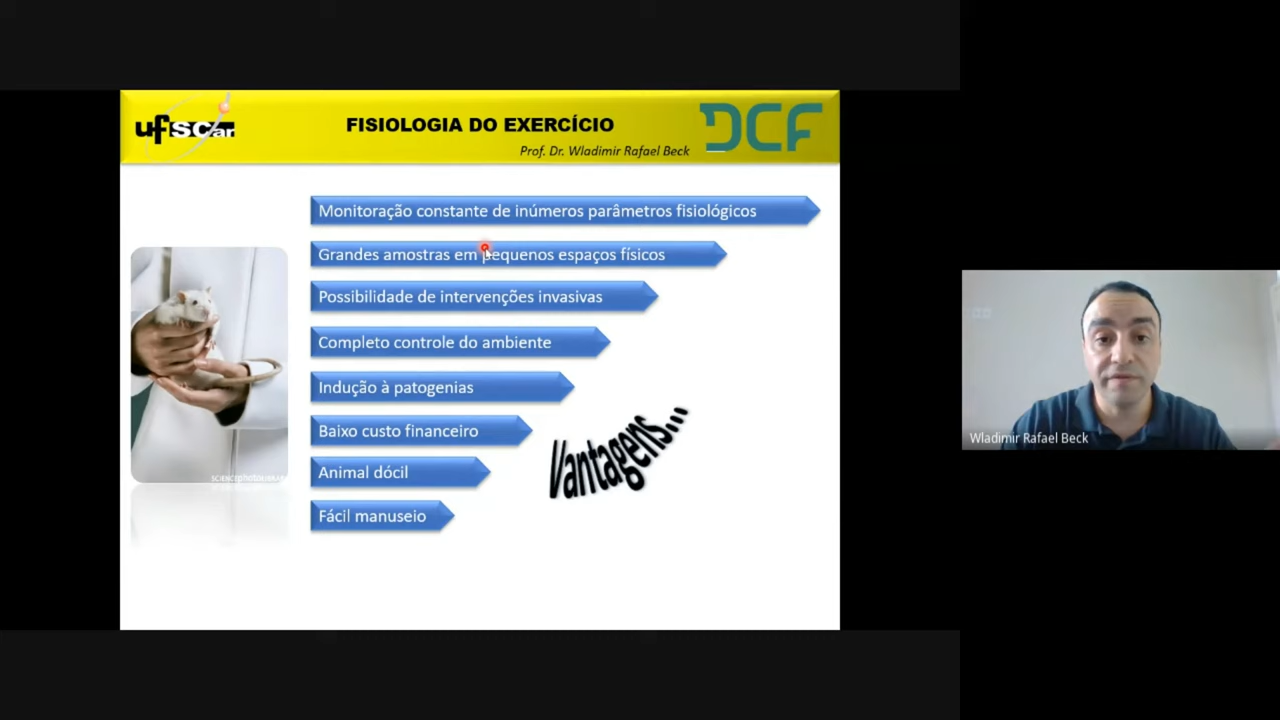 ufscar
FISIOLOGIA DO EXERCÍCIO
Prof. Dr. Wladimir Rafael Beck
DCF
Monitoração constante de inúmeros parâmetros fisiológicos
Grandes amostras em pequenos espaços físicos
Possibilidade de intervenções invasivas
Completo controle do ambiente
Indução à patogenias
Baixo custo financeiro
Animal dócil
Fácil manuseio
Vantagens...
Wladimir Rafael Beck